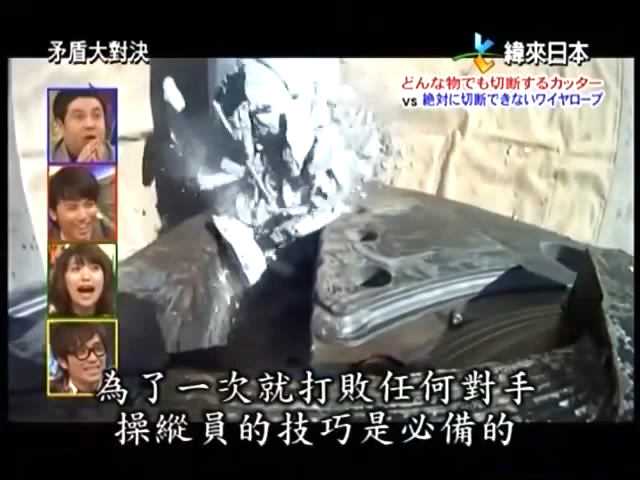 矛盾大對決
緯來日本
どんな物でも切断するカッター
vs 絶対に切断できないワイヤロープ
為了一次就打敗任何對手
操縱員的技巧是必備的